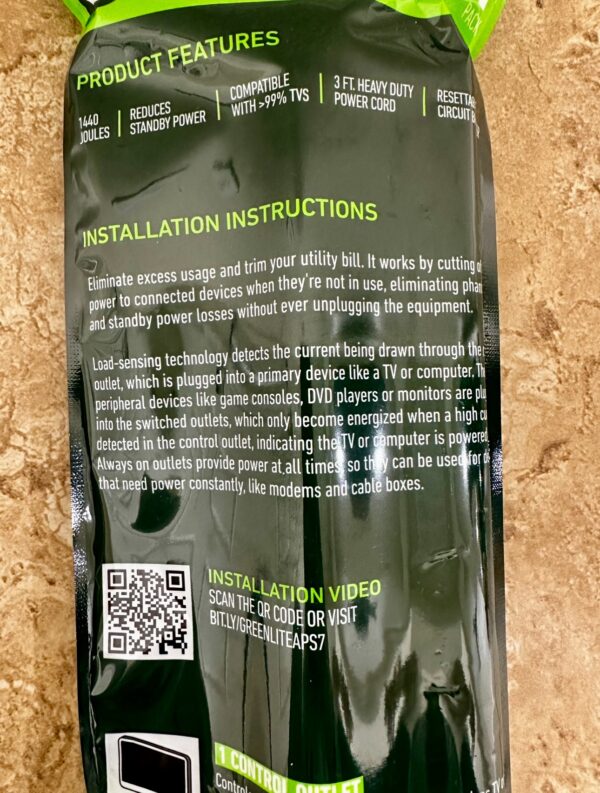 PACK
PRODUCT FEATURES
1440 JOULES | REDUCES STANDBY POWER | COMPATIBLE WITH >99% TVS | 3 FT. HEAVY DUTY POWER CORD | CIRCUIT
INSTALLATION INSTRUCTIONS
Eliminate excess usage and trim your utility bill. It works by cutting
power to connected devices when they're not in use, eliminating
and standby power losses without ever unplugging the equipment.
Load-sensing technology detects the current being drawn through the
outlet, which is plugged into a primary device like a TV or computer.
peripheral devices like game consoles, DVD players or monitors are
into the switched outlets, which only become energized when a high
detected in the control outlet, indicating the TV or computer is powered
Always on outlets provide power at all times so they can be used for
that need power constantly, like modems and cable boxes.
INSTALLATION VIDEO
SCAN THE QR CODE OR VISIT
BIT.LY/GREENLITEAPS7
1 CONTROL OUTLET